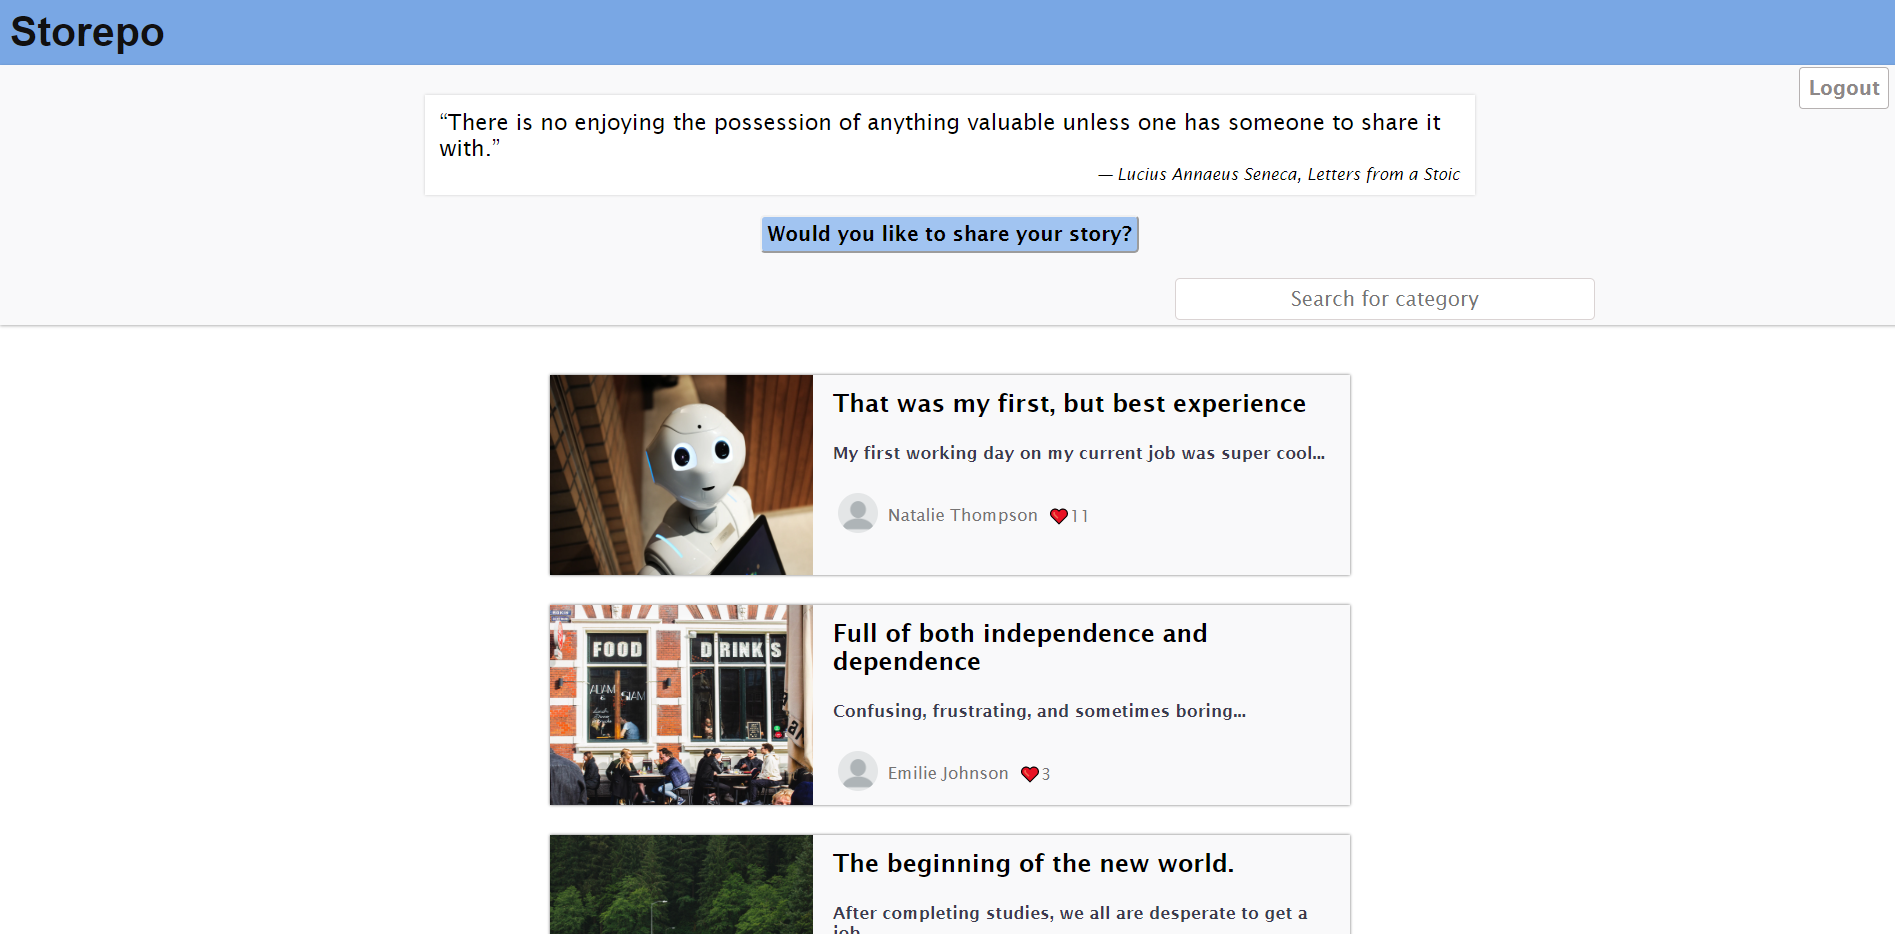 Storepo
Logout
“There is no enjoying the possession of anything valuable unless one has someone to share it
with.”
— Lucius Annaeus Seneca, Letters from a Stoic
Would you like to share your story?
Search for category
That was my first, but best experience
My first working day on my current job was super cool...
Natalie Thompson
11
FOOD
DRINKS
ADAM
&
SIAM
Full of both independence and
dependence
Confusing, frustrating, and sometimes boring...
Emilie Johnson
3
The beginning of the new world.
After completing studies, we all are desperate to get a
job